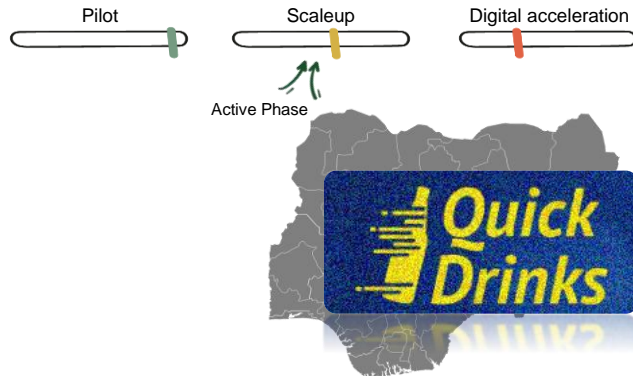 Pilot
Scaleup
Digital acceleration
Active Phase
Quick
Drinks